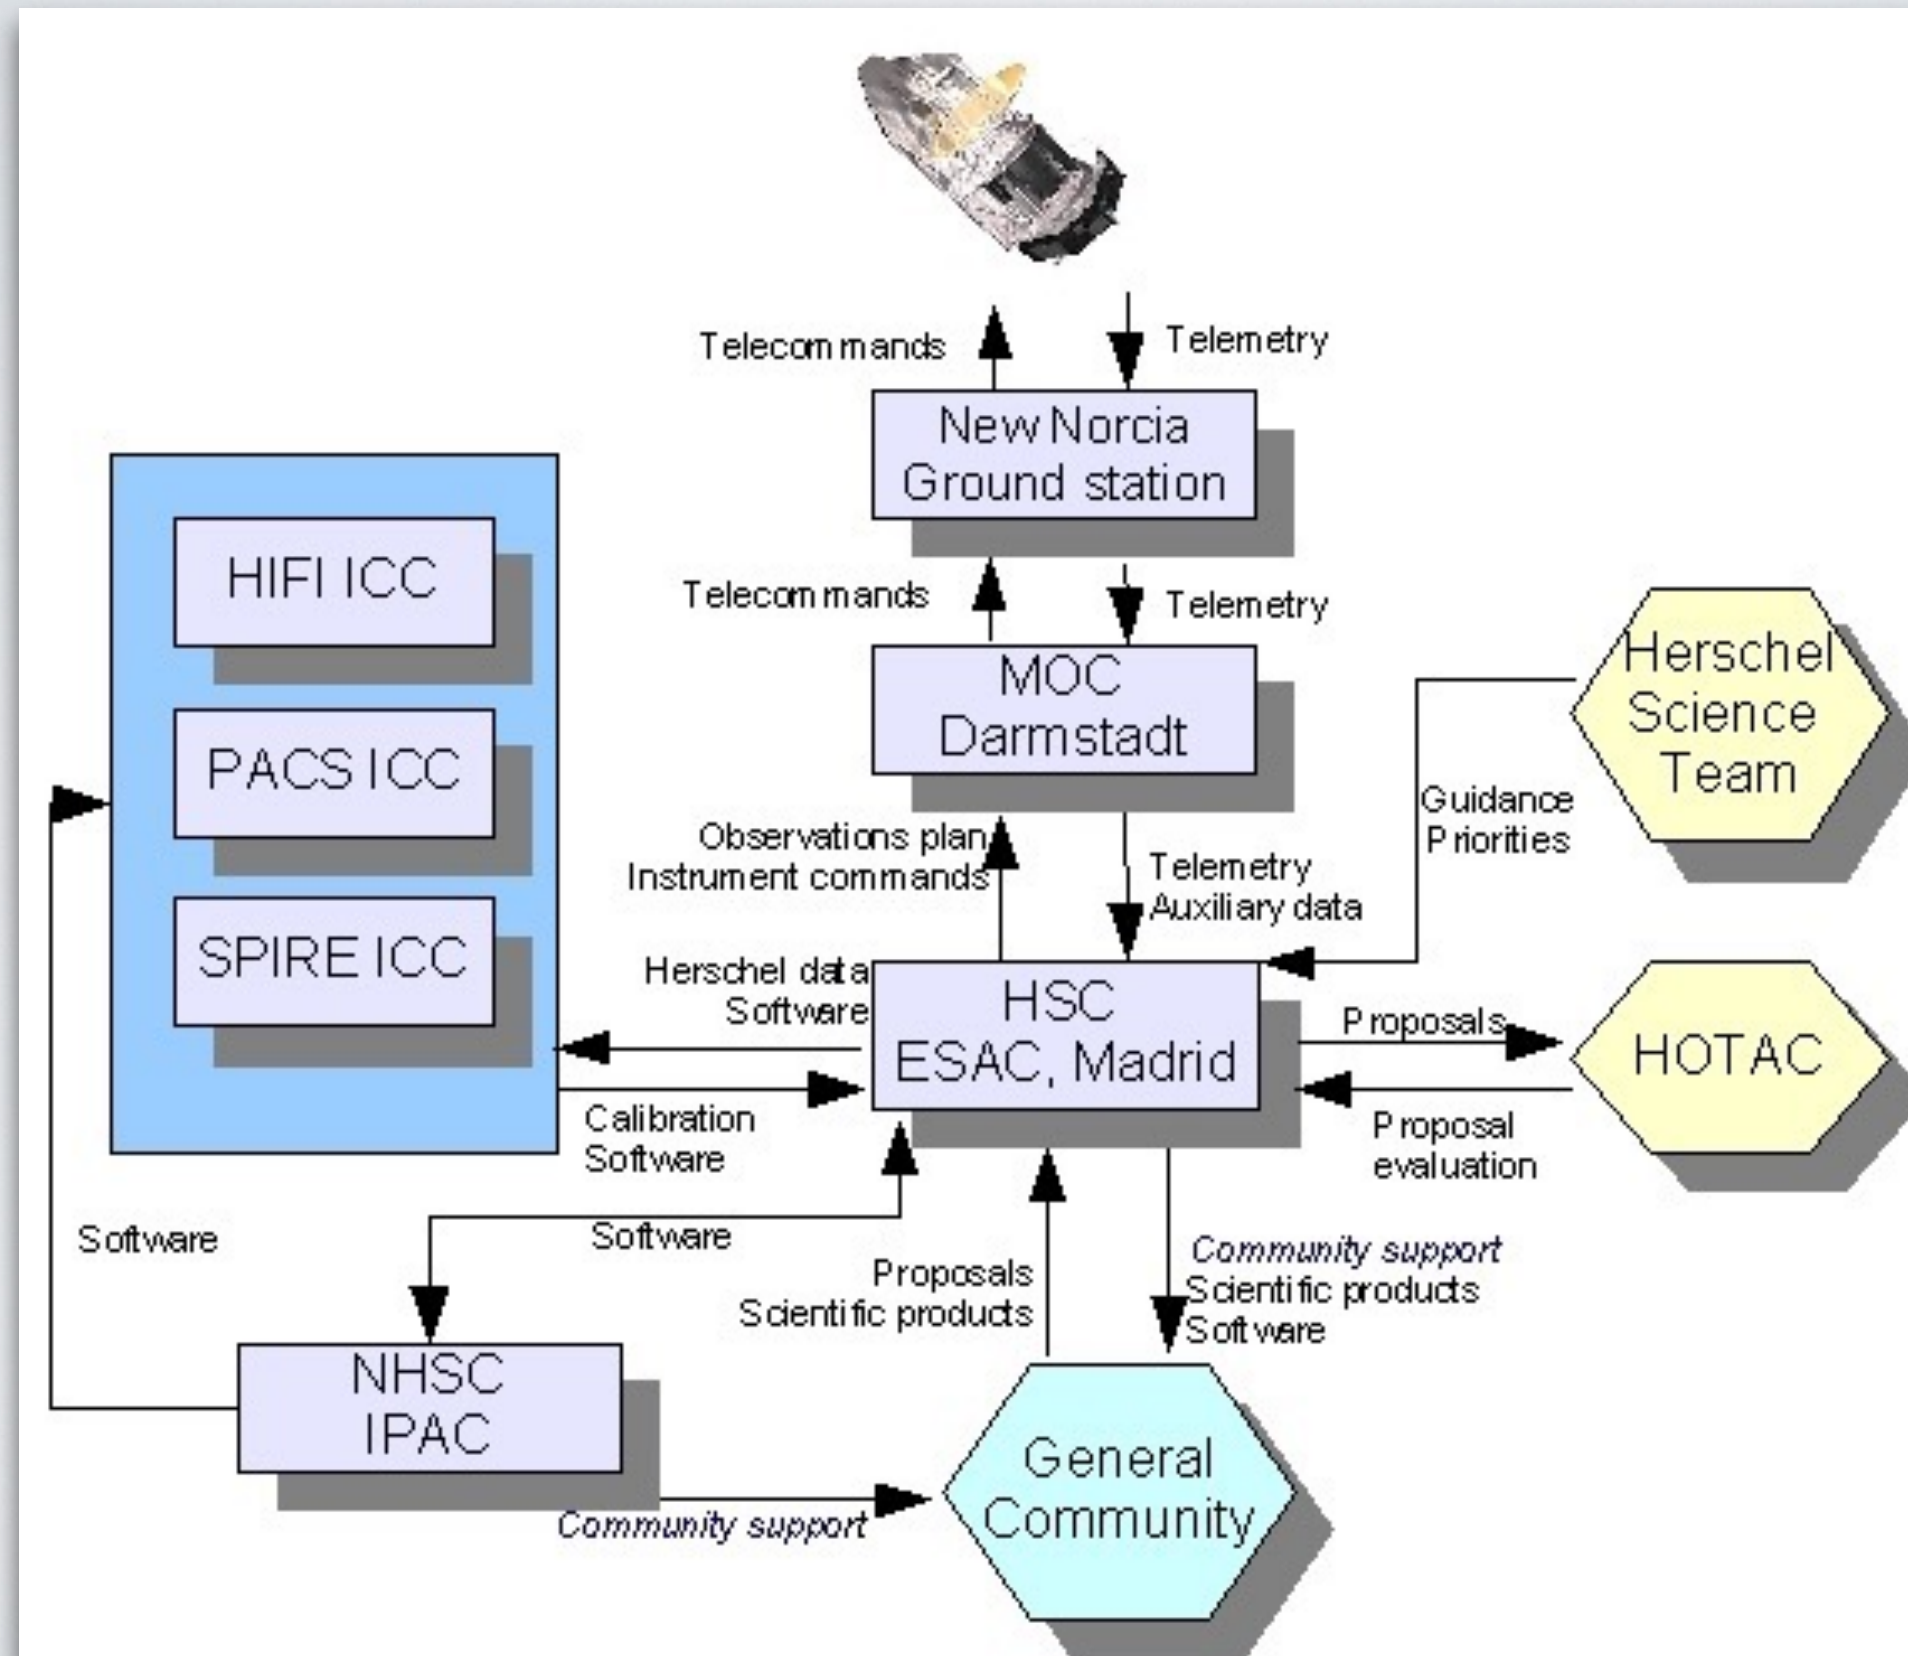 Telecommands
Telemetry
New Norcia
Ground station
Telecommands
Telemetry
MOC
Darmstadt
HIFI ICC
PACS ICC
SPIRE ICC
Herschel
Science
Team
Guidance
Priorities
Observations plan
Instrument commands
Telemetry
Auxiliary data
Herschel data
Software
HSC
ESAC, Madrid
Proposals
HOTAC
Calibration
Software
Proposal
evaluation
Software
Software
Proposals
Scientific products
Community support
Scientific products
Software
NHSC
IPAC
General
Community
Community support